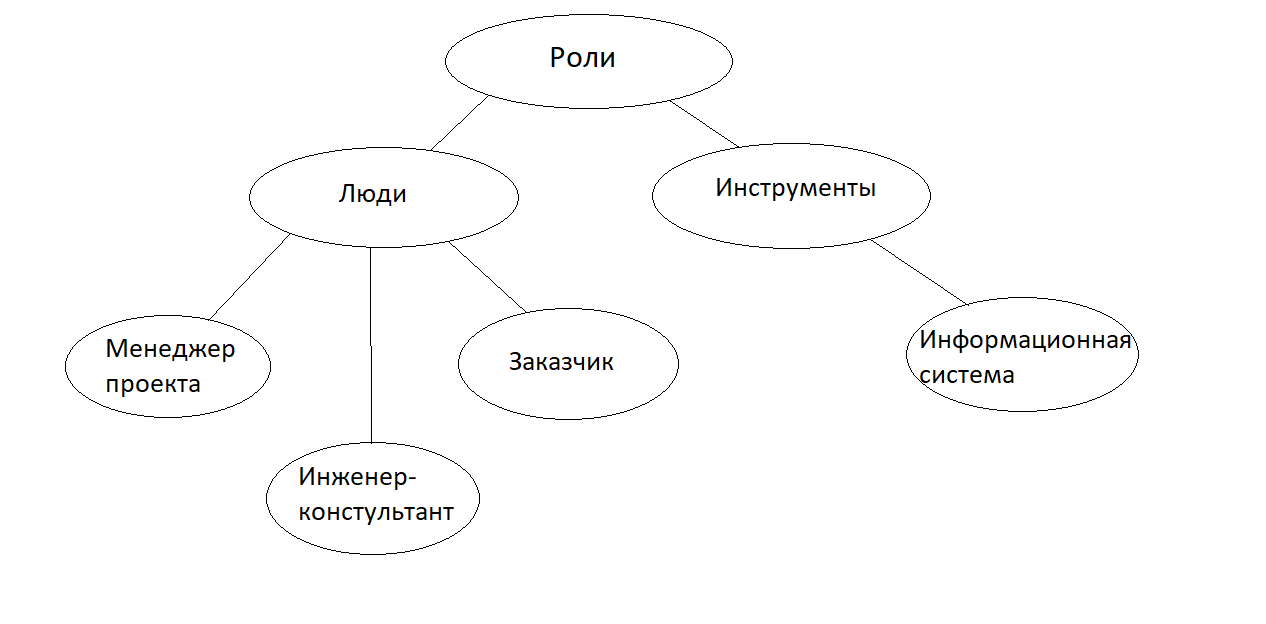 Роли
Люди
Инструменты
Менеджер
проекта
Заказчик
Информационная
система
Инженер-
констультант